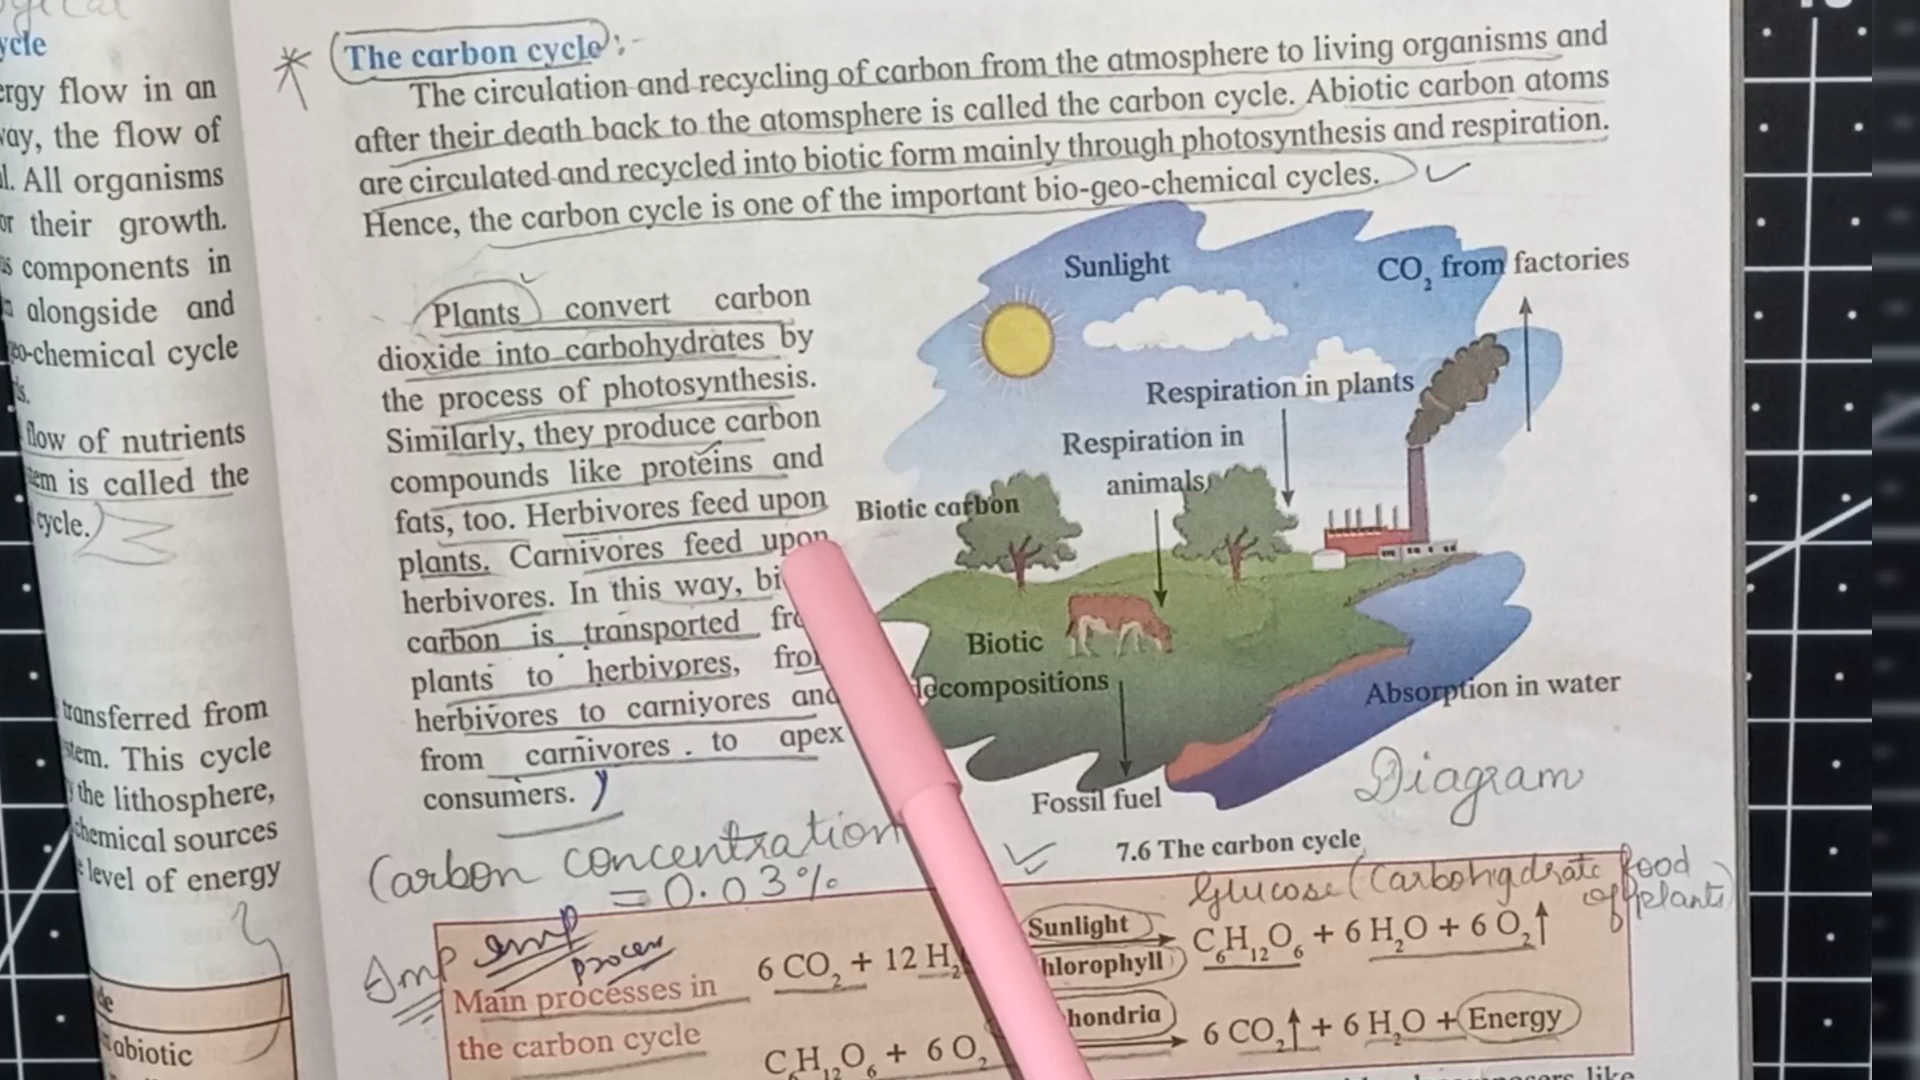 ycle
ergy flow in an
way, the flow of
l. All organisms
or their growth.
components in
alongside and
eo-chemical cycle
ls.
flow of nutrients
tem is called the
cycle.
transferred from
stem. This cycle
the lithosphere,
chemical sources
level of energy
de
abiotic
The carbon cycle :-
The circulation and recycling of carbon from the atmosphere to living organisms and
after their death back to the atomsphere is called the carbon cycle. Abiotic carbon atoms
are circulated and recycled into biotic form mainly through photosynthesis and respiration.
Hence, the carbon cycle is one of the important bio-geo-chemical cycles.
Plants convert carbon
dioxide into carbohydrates by
the process of photosynthesis.
Similarly, they produce carbon
compounds like proteins and
fats, too. Herbivores feed upon
plants. Carnivores feed upon
herbivores. In this way, bi
carbon is transported fro
plants to herbivores, from
herbivores to carnivores and
from carnivores to apex
consumers.
Sunlight
CO₂ from factories
Respiration in plants
Respiration in
animals
Biotic carbon
Biotic
decompositions
Absorption in water
Fossil fuel
Diagram
7.6 The carbon cycle
Carbon concentration
= 0.03%
Glucose (Carbohydrate food
of plants)
Imp imp
process
Main processes in
the carbon cycle
6 CO₂ + 12 H₂ Sunlight hlorophyll C₆H₁₂O₆ + 6 H₂O + 6 O₂↑
C₆H₁₂O₆ + 6 O₂ hondria 6 CO₂↑ + 6 H₂O + Energy
like